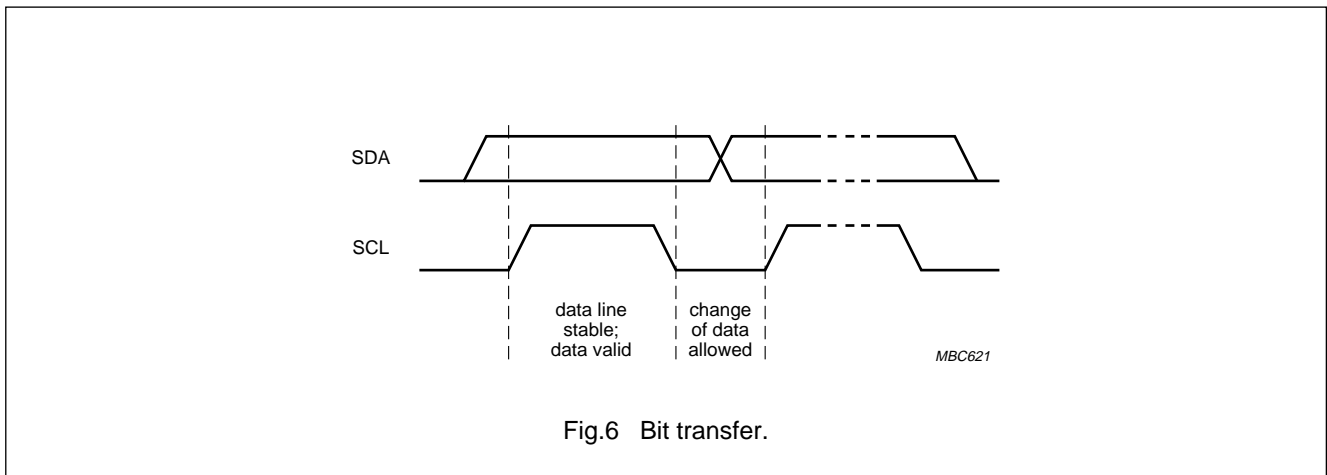 SDA
SCL
data line
stable;
data valid
change
of data
allowed
MBC621
Fig.6 Bit transfer.